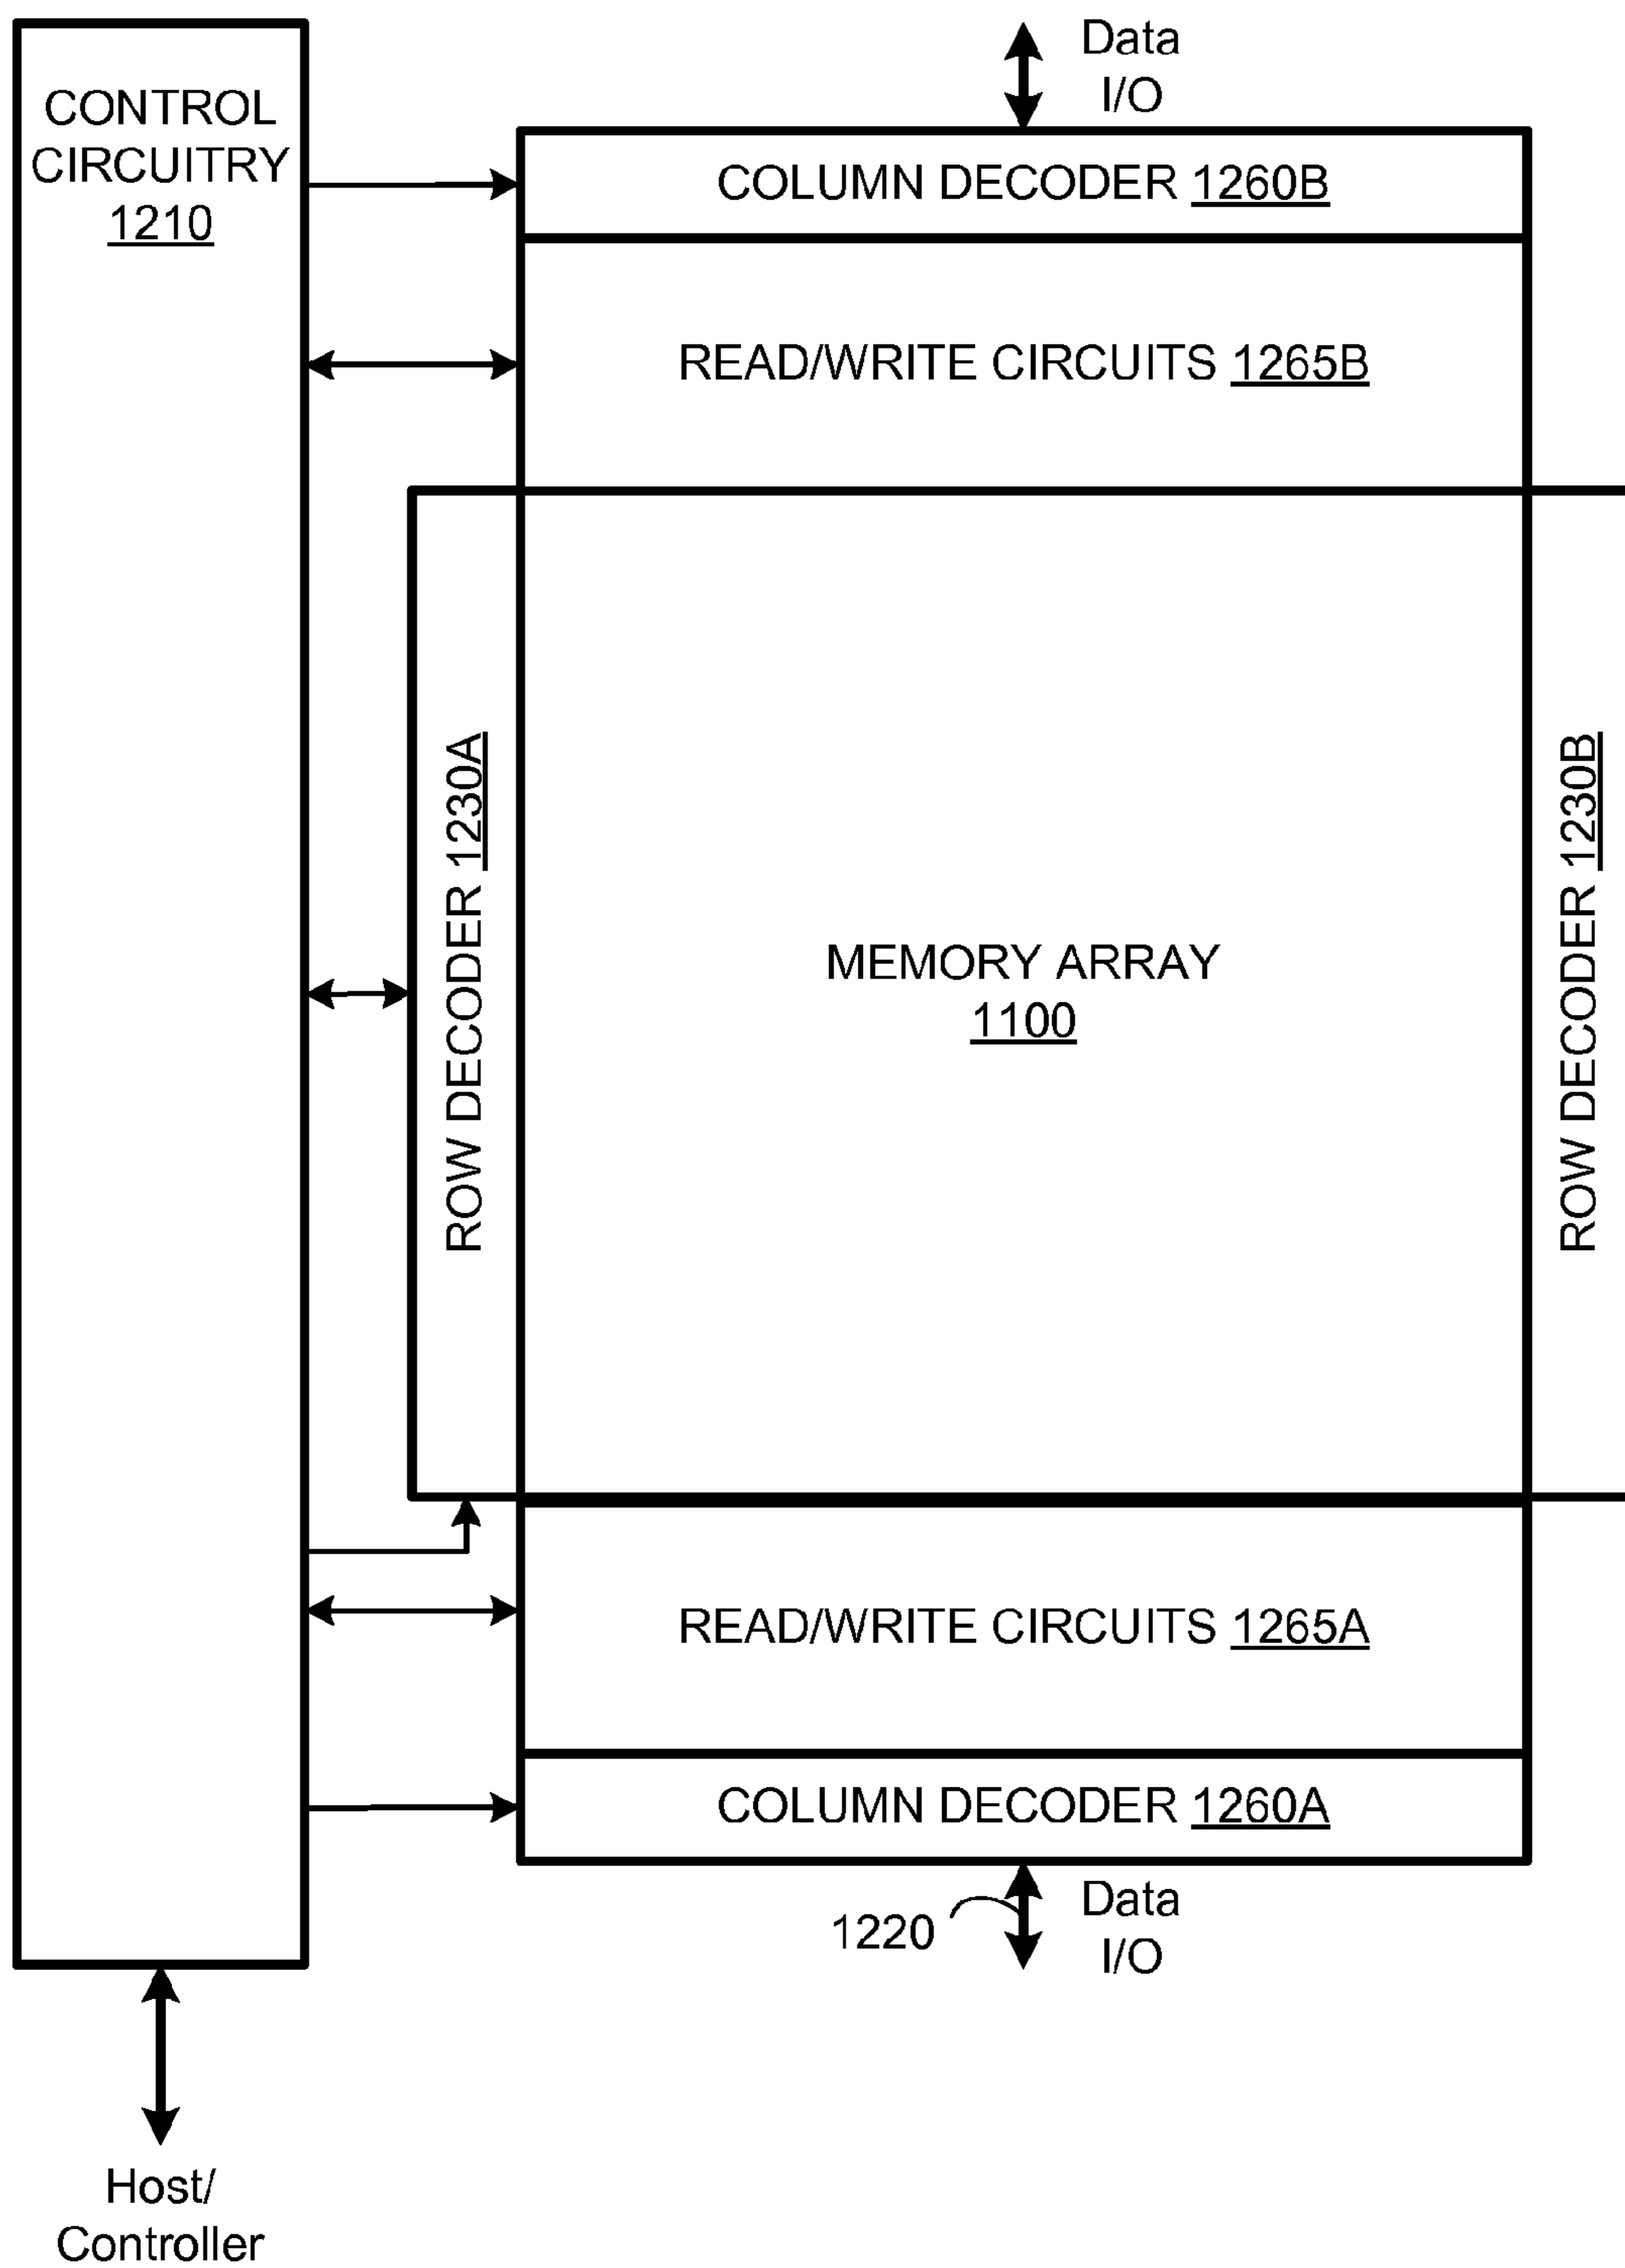 CONTROL
CIRCUITRY
1210
Data
I/O
COLUMN DECODER 1260B
READ/WRITE CIRCUITS 1265B
ROW DECODER 1230A
MEMORY ARRAY
1100
ROW DECODER 1230B
READ/WRITE CIRCUITS 1265A
COLUMN DECODER 1260A
1220
Data
I/O
Host/
Controller